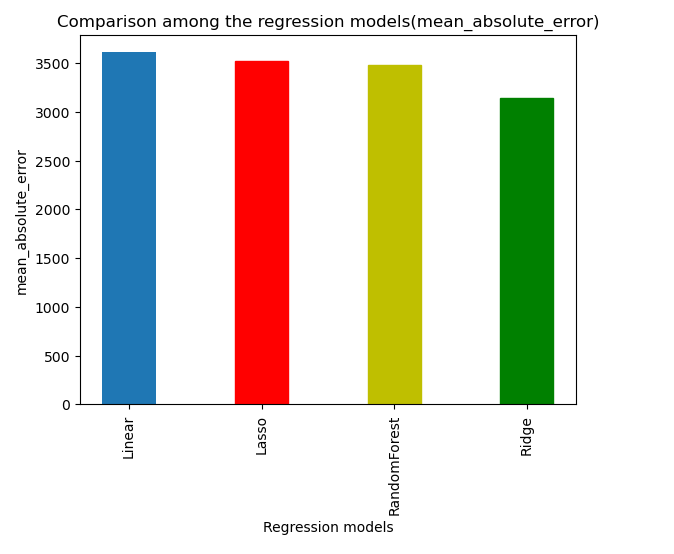 Comparison among the regression models(mean_absolute_error)
mean_absolute_error
3500
3000
2500
2000
1500
1000
500
0
Linear
Lasso
RandomForest
Ridge
Regression models